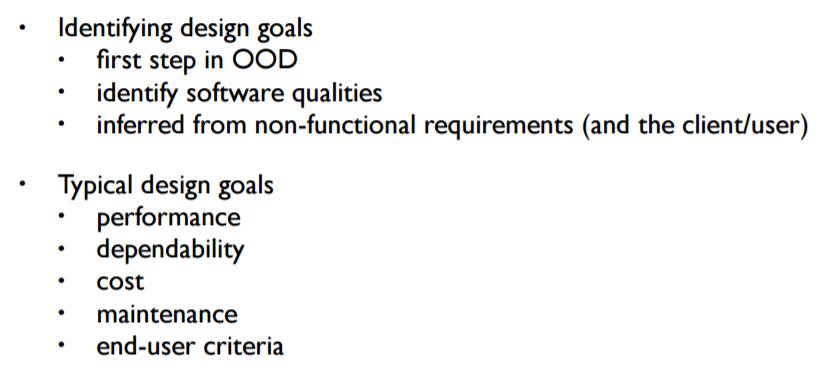 • Identifying design goals
• first step in OOD
• identify software qualities
• inferred from non-functional requirements (and the client/user)
• Typical design goals
• performance
• dependability
• cost
• maintenance
• end-user criteria